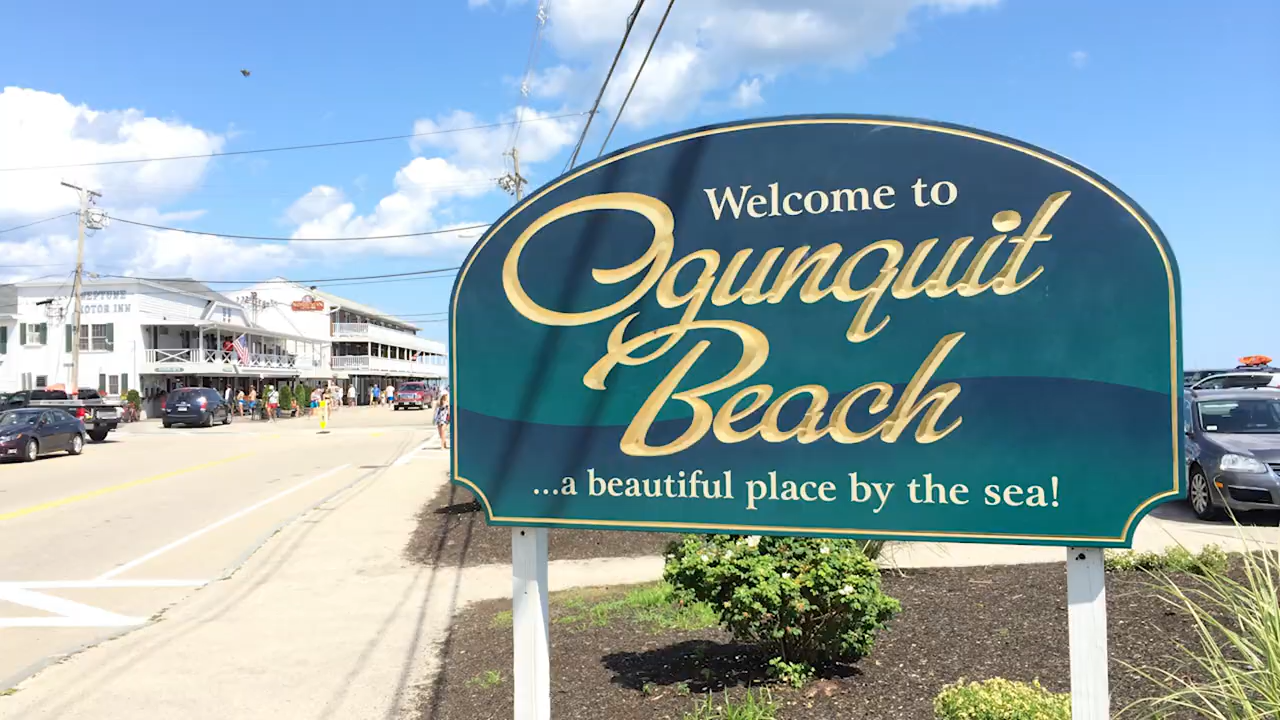 Welcome to
Ogunquit
Beach
...a beautiful place by the sea!
NEPTUNE
MOTOR INN